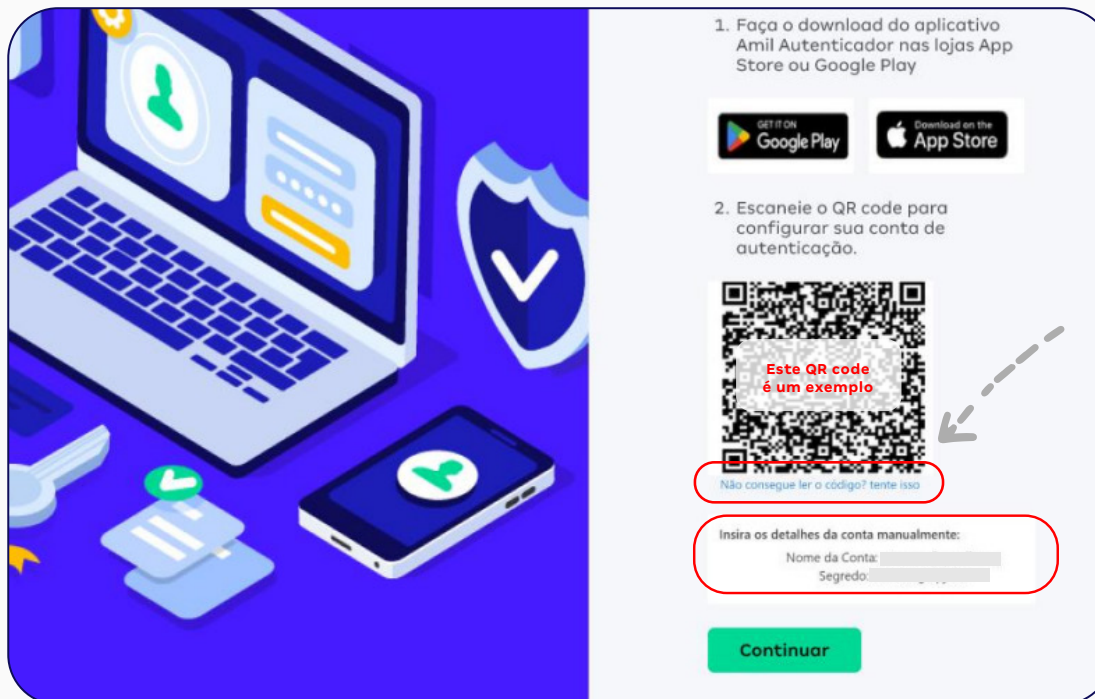 1. Faça o download do aplicativo
Amil Autenticador nas lojas App
Store ou Google Play
GET IT ON
Google Play
Download on the
App Store
2. Escaneie o QR code para
configurar sua conta de
autenticação.
Este QR code
é um exemplo
Não consegue ler o código? tente isso
Insira os detalhes da conta manualmente:
Nome da Conta:
Segredo:
Continuar